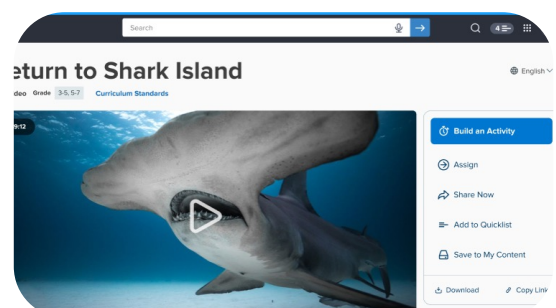 Search
4
eturn to Shark Island
English
deo Grade 3-5, 5-7 Curriculum Standards
9:12
Build an Activity
Assign
Share Now
Add to Quicklist
Save to My Content
Download Copy Link